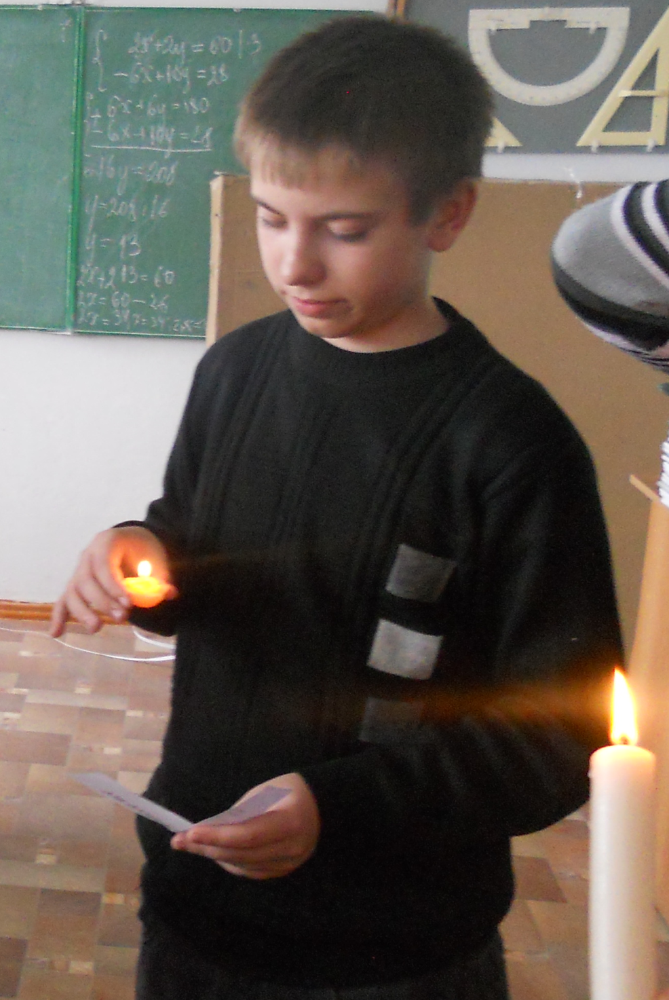 2x+2y=60 |·3
-6x+10y=28
6x+6y=180
6x+10y=28
16y=208
y=208:16
y=13
2x+2·13=60
2x=60-26
2x=34